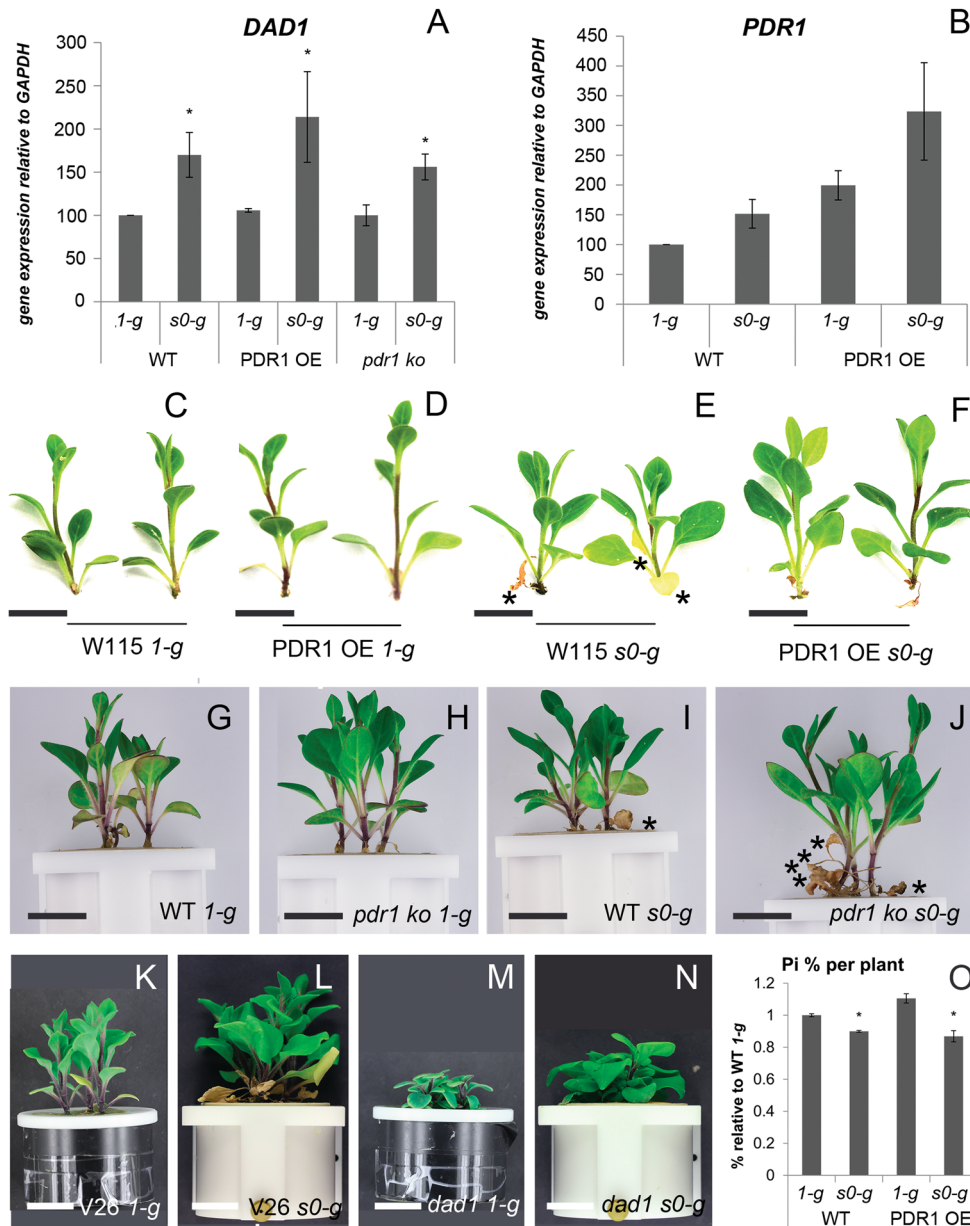 DAD1
A
gene expression relative to GAPDH
300
250
200
150
100
50
0
*
*
*
1-g s0-g 1-g s0-g 1-g s0-g
WT PDR1 OE pdr1 ko
PDR1
B
gene expression relative to GAPDH
450
400
350
300
250
200
150
100
50
0
1-g s0-g 1-g s0-g
WT PDR1 OE
C
W115 1-g
D
PDR1 OE 1-g
E
* * *
W115 s0-g
F
PDR1 OE s0-g
G
WT 1-g
H
pdr1 ko 1-g
I
*
WT s0-g
J
* * * * *
pdr1 ko s0-g
K
V26 1-g
L
V26 s0-g
M
dad1 1-g
N
dad1 s0-g
Pi % per plant
O
% relative to WT 1-g
1.2
1
0.8
0.6
0.4
0.2
0
*
*
1-g s0-g 1-g s0-g
WT PDR1 OE